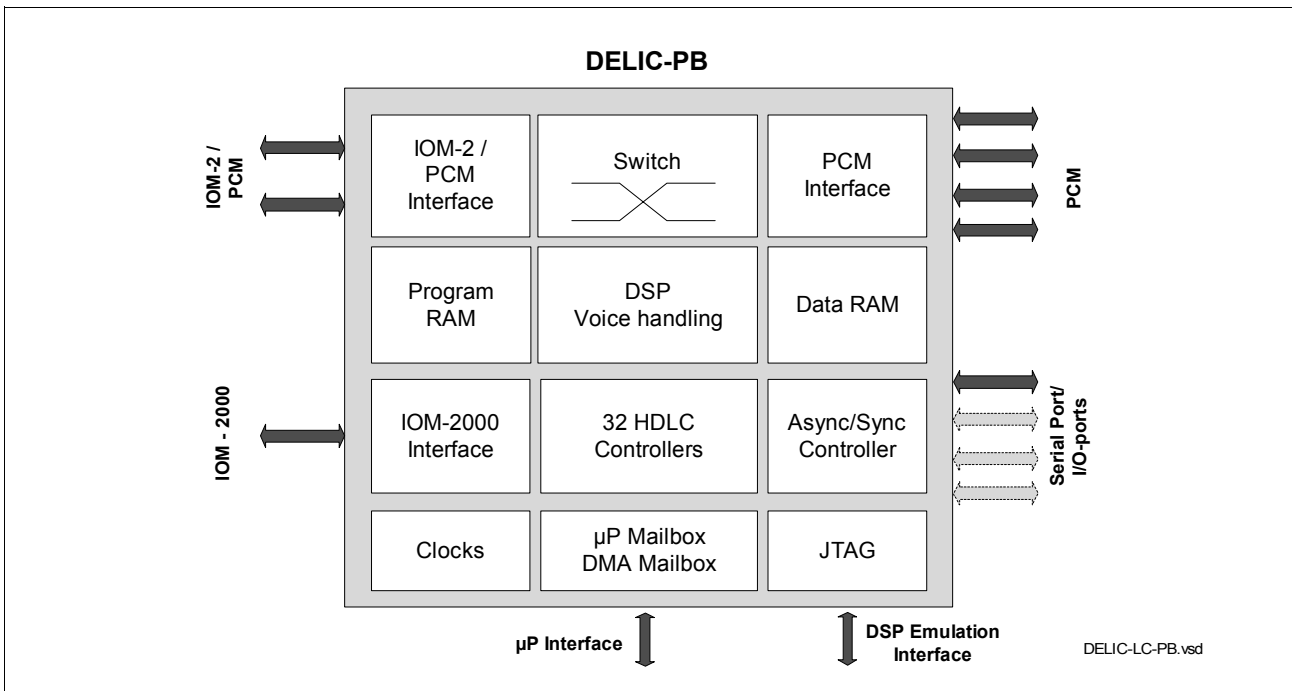 DELIC-PB
IOM-2 /
PCM
IOM-2 /
PCM
Interface
Switch
PCM
Interface
PCM
Program
RAM
DSP
Voice handling
Data RAM
IOM - 2000
IOM-2000
Interface
32 HDLC
Controllers
Async/Sync
Controller
Serial Port/
I/O-ports
Clocks
µP Mailbox
DMA Mailbox
JTAG
µP Interface
DSP Emulation
Interface
DELIC-LC-PB.vsd